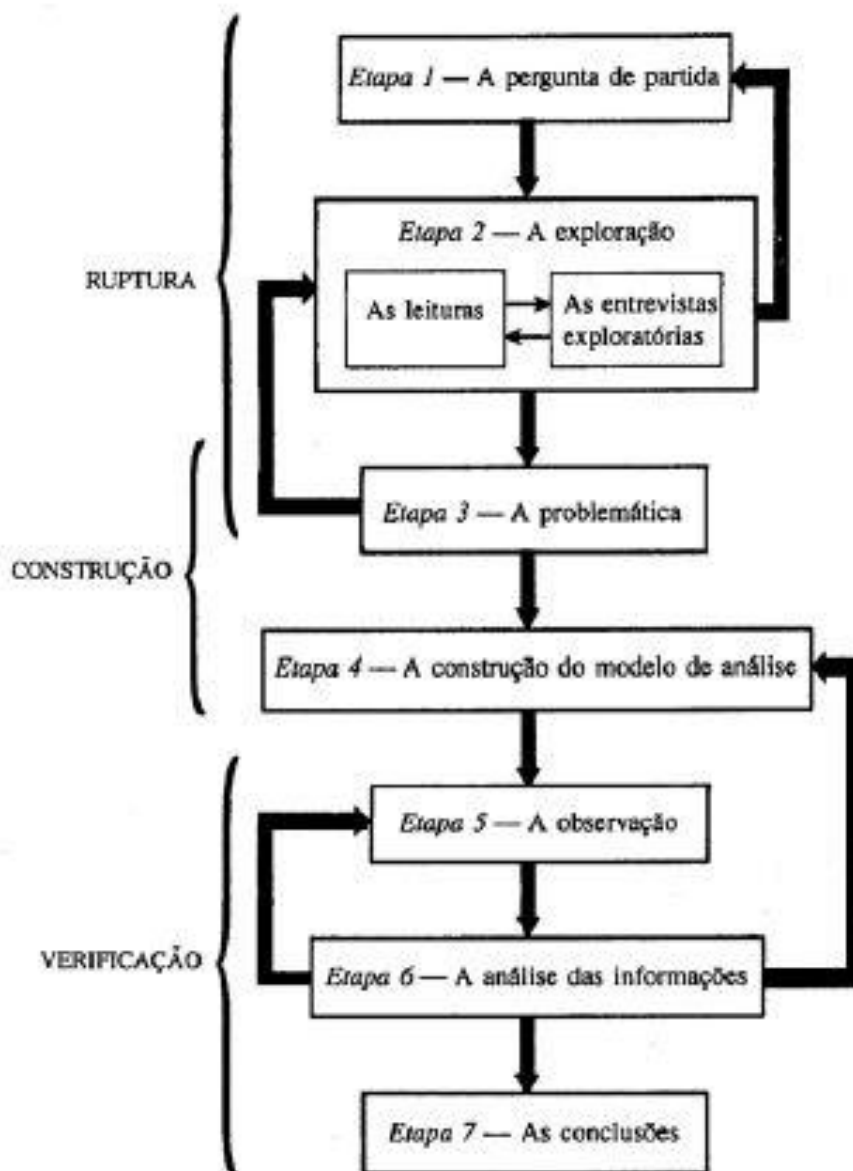 Etapa 1 — A pergunta de partida
Etapa 2 — A exploração
RUPTURA
As leituras
As entrevistas
exploratórias
Etapa 3 — A problemática
CONSTRUÇÃO
Etapa 4 — A construção do modelo de análise
Etapa 5 — A observação
VERIFICAÇÃO
Etapa 6 — A análise das informações
Etapa 7 — As conclusões